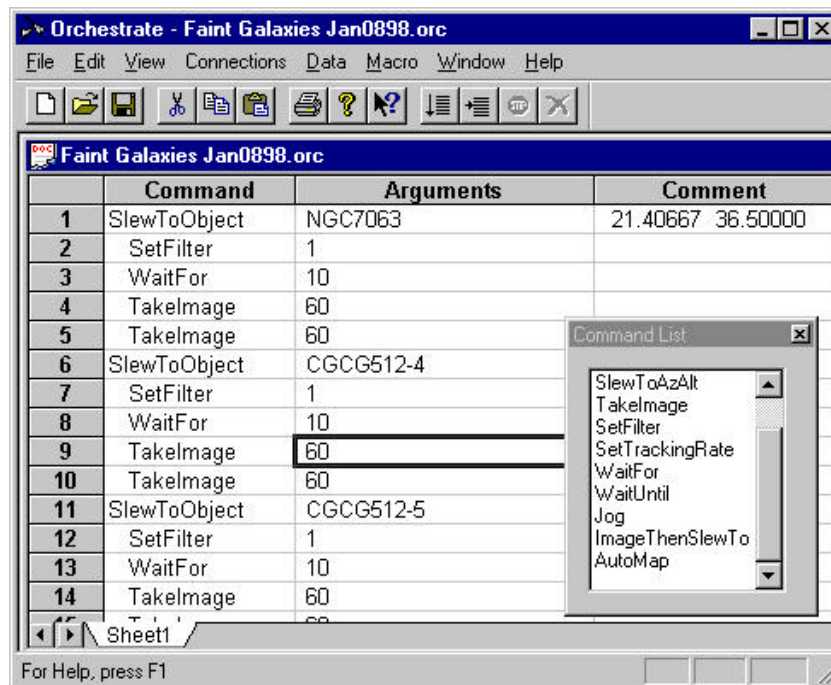 Orchestrate - Faint Galaxies Jan0898.orc
File Edit View Connections Data Macro Window Help
DOC Faint Galaxies Jan0898.orc
Command Arguments Comment
1 SlewToObject NGC7063 21.40667 36.50000
2 SetFilter 1
3 WaitFor 10
4 TakeImage 60
5 TakeImage 60
6 SlewToObject CGCG512-4
7 SetFilter 1
8 WaitFor 10
9 TakeImage 60
10 TakeImage 60
11 SlewToObject CGCG512-5
12 SetFilter 1
13 WaitFor 10
14 TakeImage 60
Command List
SlewToAzAlt
TakeImage
SetFilter
SetTrackingRate
WaitFor
WaitUntil
Jog
ImageThenSlewTo
AutoMap
Sheet1
For Help, press F1